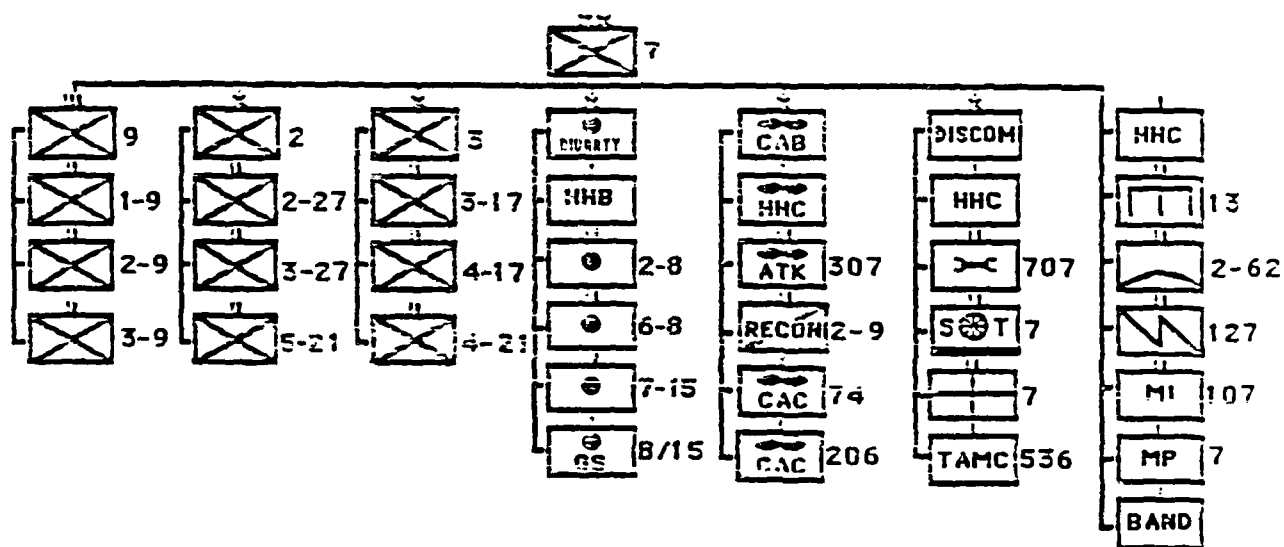 7
9
1-9
2-9
3-9
2
2-27
3-27
5-21
3
3-17
4-17
4-21
DIVARTY
HHB
2-8
6-8
7-15
GS B/15
CAB
HHC
ATK 307
RECON 2-9
CAC 74
CAC 206
DISCOM
HHC
707
S T 7
7
TAMC 536
HHC
13
2-62
127
MI 107
MP 7
BAND